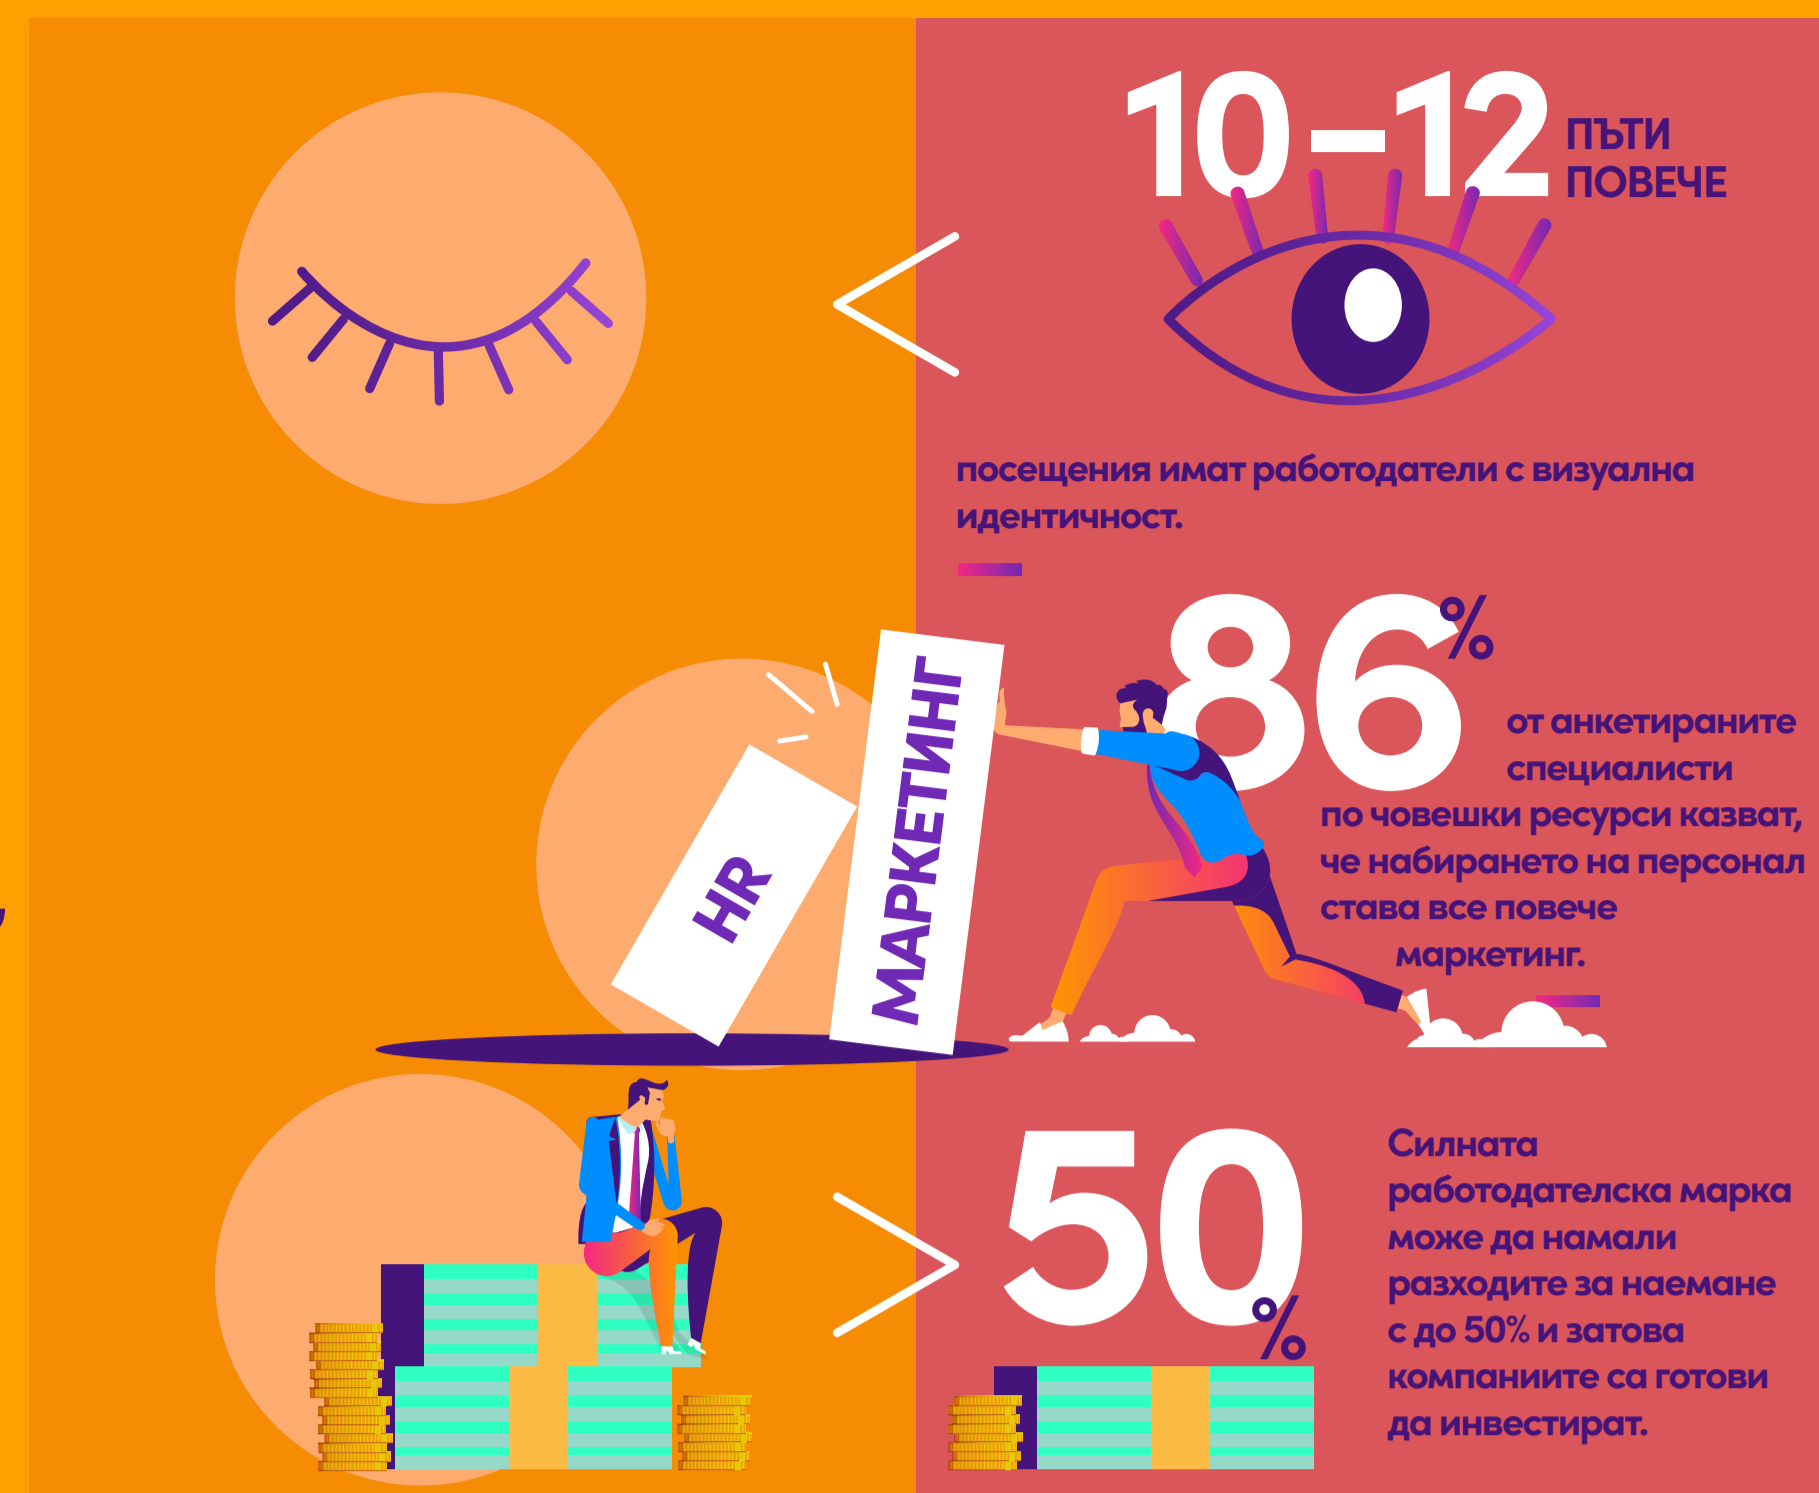 10–12
ПЪТИ
ПОВЕЧЕ
посещения имат работодатели с визуална
идентичност.
86%
от анкетираните
специалисти
по човешки ресурси казват,
че набирането на персонал
става все повече
маркетинг.
HR
МАРКЕТИНГ
50%
Силната
работодателска марка
може да намали
разходите за наемане
с до 50% и затова
компаниите са готови
да инвестират.